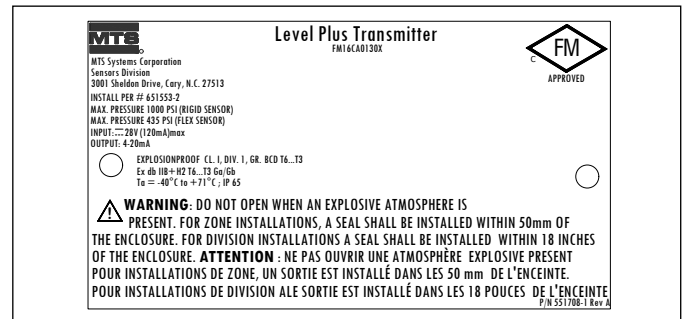 MTS
Level Plus Transmitter
FM16CA0130X
C FM
APPROVED
MTS Systems Corporation
Sensors Division
3001 Sheldon Drive, Cary, N.C. 27513
INSTALL PER # 651553-2
MAX. PRESSURE 1000 PSI (RIGID SENSOR)
MAX. PRESSURE 435 PSI (FLEX SENSOR)
INPUT: ⎓ 28V (120mA)max
OUTPUT: 4-20mA
EXPLOSIONPROOF CL. I, DIV. 1, GR. BCD T6...T3
Ex db IIB+H2 T6...T3 Ga/Gb
Ta = -40°C to +71°C ; IP 65
WARNING: DO NOT OPEN WHEN AN EXPLOSIVE ATMOSPHERE IS
PRESENT. FOR ZONE INSTALLATIONS, A SEAL SHALL BE INSTALLED WITHIN 50mm OF
THE ENCLOSURE. FOR DIVISION INSTALLATIONS A SEAL SHALL BE INSTALLED WITHIN 18 INCHES
OF THE ENCLOSURE. ATTENTION : NE PAS OUVRIR UNE ATMOSPHÈRE EXPLOSIVE PRESENT
POUR INSTALLATIONS DE ZONE, UN SORTIE EST INSTALLÉ DANS LES 50 mm DE L'ENCEINTE.
POUR INSTALLATIONS DE DIVISION ALE SORTIE EST INSTALLÉ DANS LES 18 POUCES DE L'ENCEINTE
P/N 551708-1 Rev A